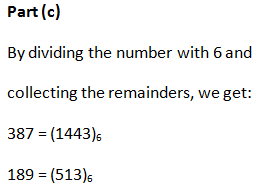 Part (c)
By dividing the number with 6 and
collecting the remainders, we get:
387 = (1443)₆
189 = (513)₆